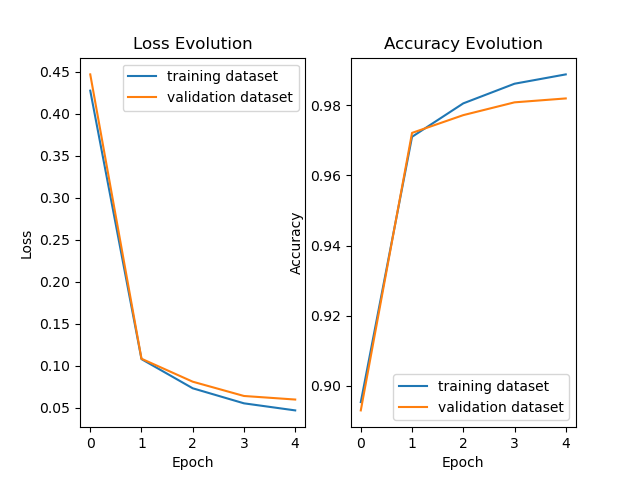 Loss Evolution
training dataset
validation dataset
0.45
0.40
0.35
0.30
0.25
0.20
0.15
0.10
0.05
Loss
0 1 2 3 4
Epoch
Accuracy Evolution
0.98
0.96
0.94
0.92
0.90
Accuracy
training dataset
validation dataset
0 1 2 3 4
Epoch